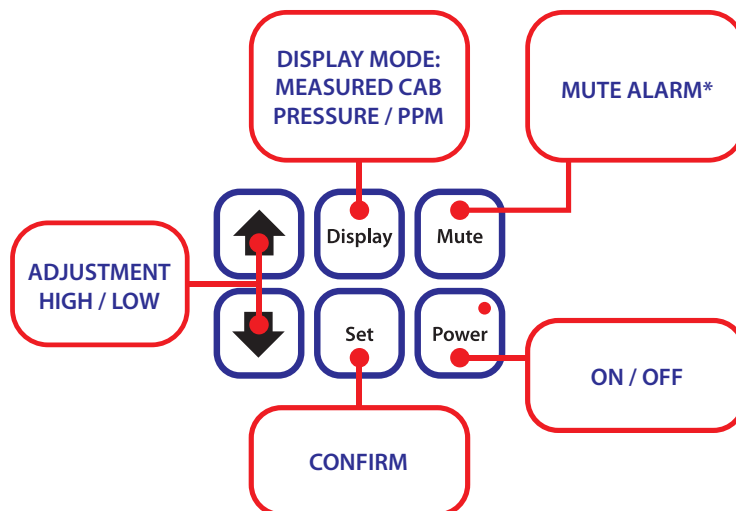 DISPLAY MODE:
MEASURED CAB
PRESSURE / PPM
MUTE ALARM*
Display
Mute
ADJUSTMENT
HIGH / LOW
Set
Power
ON / OFF
CONFIRM